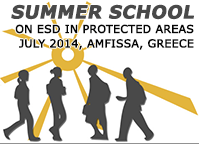 SUMMER SCHOOL
ON ESD IN PROTECTED AREAS
JULY 2014, AMFISSA, GREECE